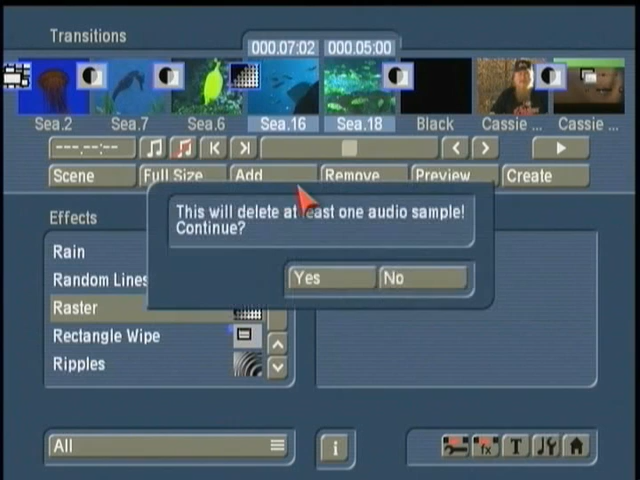 Transitions
000.07:02 000.05:00
Sea.2 Sea.7 Sea.6 Sea.16 Sea.18 Black Cassie ... Cassie ...
---.--:--
Scene Full Size Add Remove Preview Create
This will delete at least one audio sample!
Continue?
Yes No
Effects
Rain
Random Lines
Raster
Rectangle Wipe
Ripples
All
i
fx T